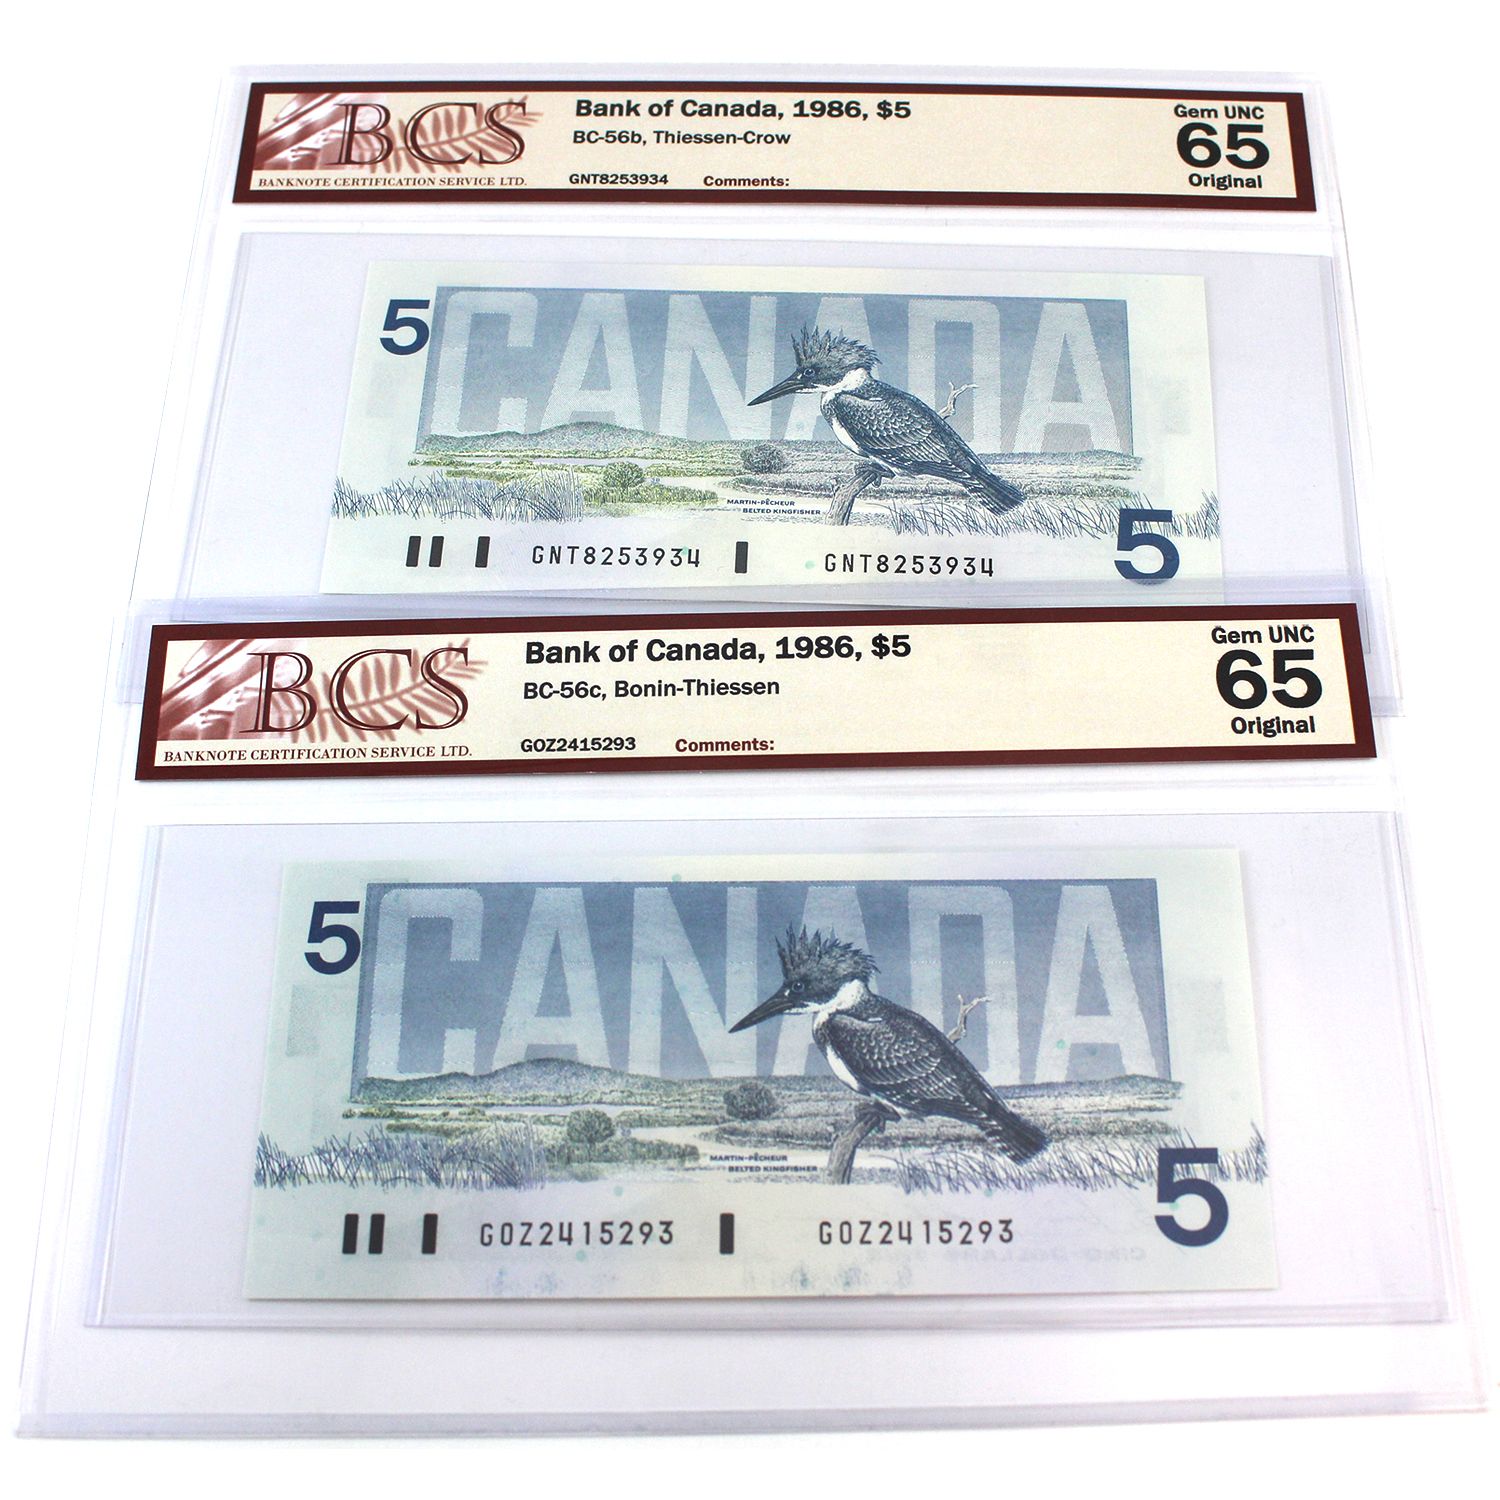 BCS
BANKNOTE CERTIFICATION SERVICE LTD.
Bank of Canada, 1986, $5
BC-56b, Thiessen-Crow
GNT8253934 Comments:
Gem UNC
65
Original
5
CANADA
MARTIN-PÊCHEUR
BELTED KINGFISHER
GNT8253934 GNT8253934
5
BCS
BANKNOTE CERTIFICATION SERVICE LTD.
Bank of Canada, 1986, $5
BC-56c, Bonin-Thiessen
GOZ2415293 Comments:
Gem UNC
65
Original
5
CANADA
MARTIN-PÊCHEUR
BELTED KINGFISHER
GOZ2415293 GOZ2415293
5